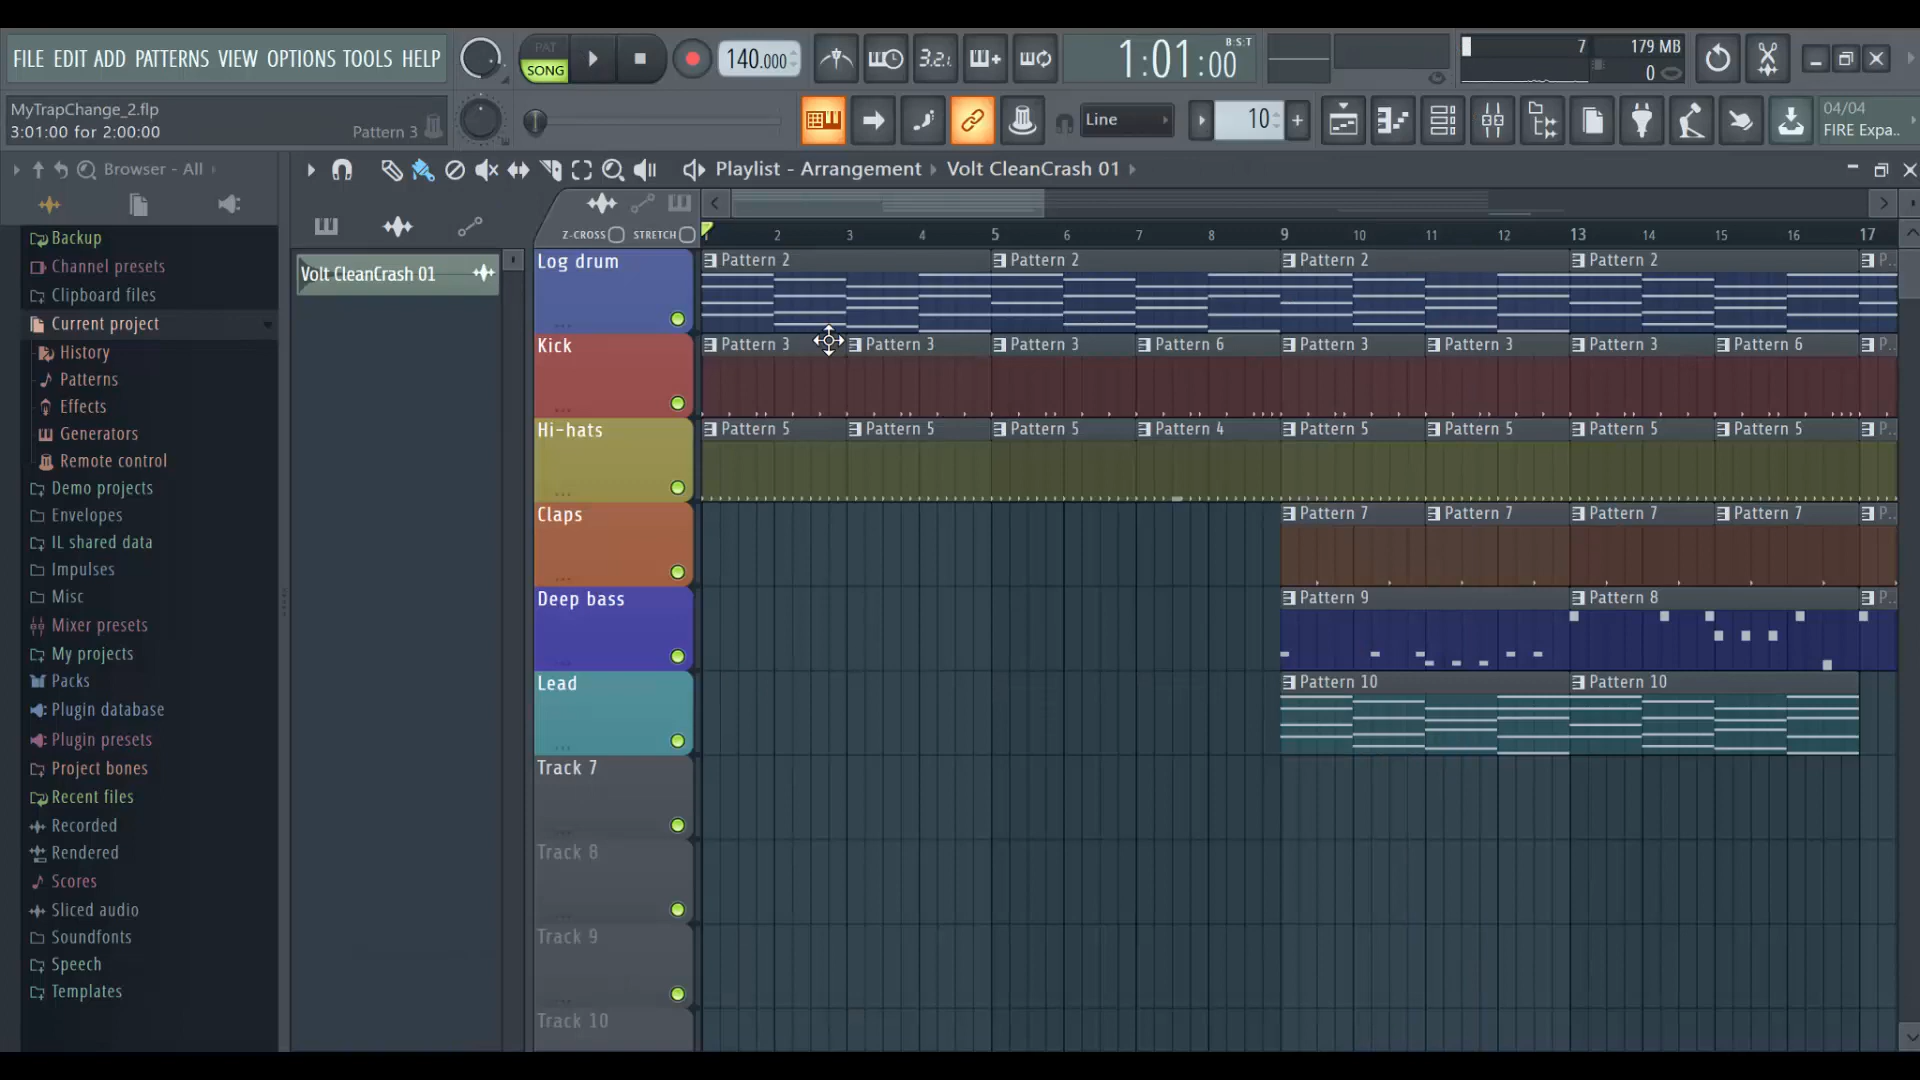 FILE EDIT ADD PATTERNS VIEW OPTIONS TOOLS HELP
PAT
SONG
140.000
3.2.
1:01:00
B:S:T
7
179 MB
0
MyTrapChange_2.flp
3:01:00 for 2:00:00
Pattern 3
Line
10
04/04
FIRE Expa..
Browser - All
Playlist - Arrangement
Volt CleanCrash 01
Z-CROSS
STRETCH
2 3 4 5 6 7 8 9 10 11 12 13 14 15 16 17
Volt CleanCrash 01
Backup
Channel presets
Clipboard files
Current project
History
Patterns
Effects
Generators
Remote control
Demo projects
Envelopes
IL shared data
Impulses
Misc
Mixer presets
My projects
Packs
Plugin database
Plugin presets
Project bones
Recent files
Recorded
Rendered
Scores
Sliced audio
Soundfonts
Speech
Templates
Log drum
Pattern 2 Pattern 2 Pattern 2 Pattern 2 P..
Kick
Pattern 3 Pattern 3 Pattern 3 Pattern 6 Pattern 3 Pattern 3 Pattern 3 Pattern 6 P..
Hi-hats
Pattern 5 Pattern 5 Pattern 5 Pattern 4 Pattern 5 Pattern 5 Pattern 5 Pattern 5 P..
Claps
Pattern 7 Pattern 7 Pattern 7 Pattern 7 P..
Deep bass
Pattern 9 Pattern 8 P..
Lead
Pattern 10 Pattern 10
Track 7
Track 8
Track 9
Track 10